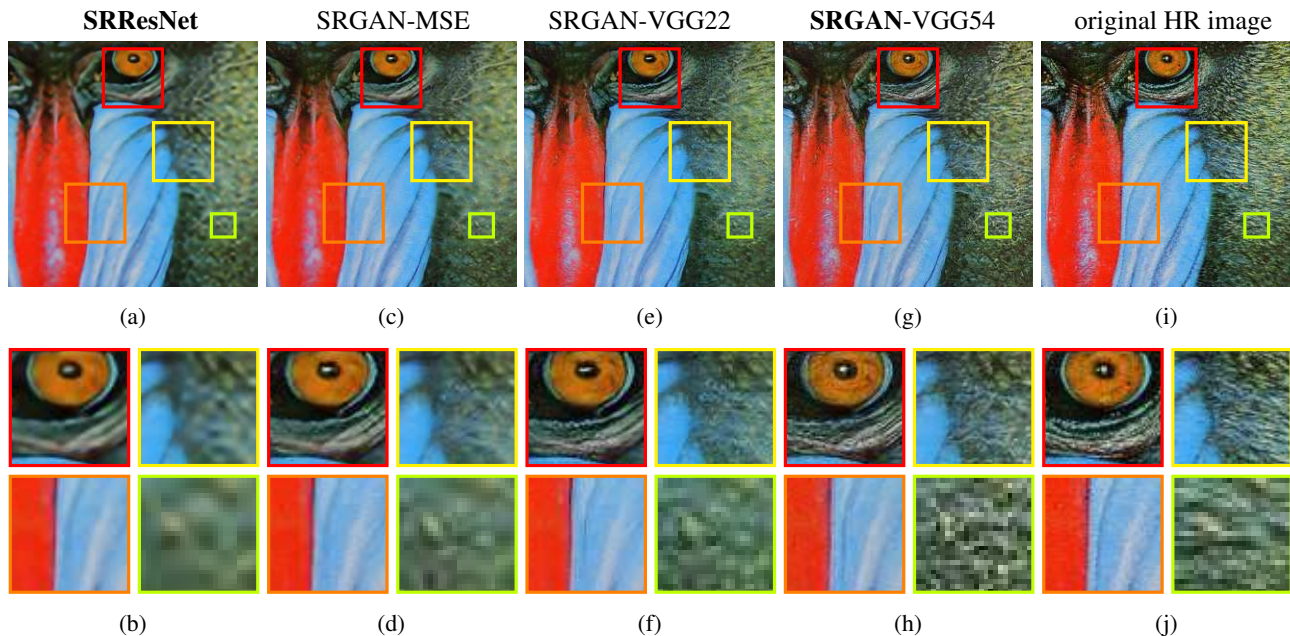 SRResNet SRGAN-MSE SRGAN-VGG22 SRGAN-VGG54 original HR image
(a) (c) (e) (g) (i)
(b) (d) (f) (h) (j)